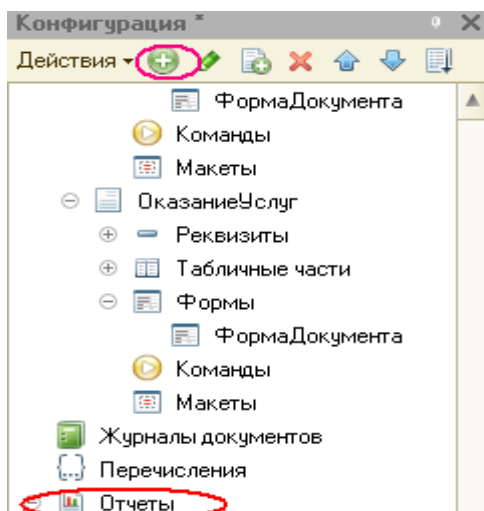 Конфигурация *
Действия
ФормаДокумента
Команды
Макеты
ОказаниеУслуг
Реквизиты
Табличные части
Формы
ФормаДокумента
Команды
Макеты
Журналы документов
Перечисления
Отчеты